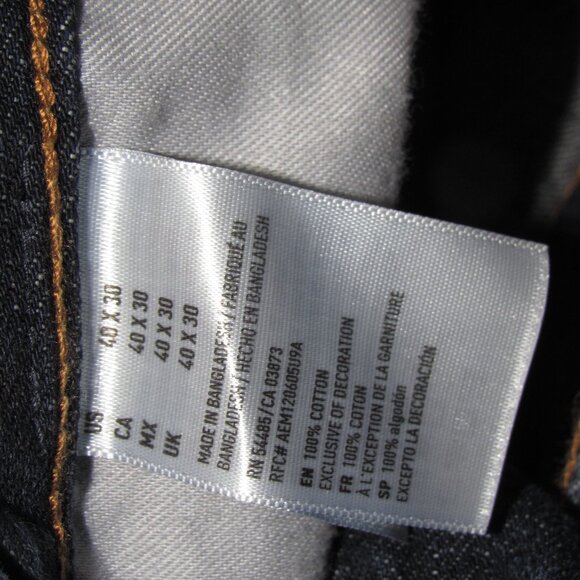 US 40 X 30
CA 40 X 30
MX 40 X 30
UK 40 X 30
MADE IN BANGLADESH / FABRIQUÉ AU
BANGLADESH / HECHO EN BANGLADESH
RN 54485 / CA 03873
RFC# AEM120605U9A
EN 100% COTTON
EXCLUSIVE OF DECORATION
FR 100% COTON
À L'EXCEPTION DE LA GARNITURE
SP 100% algodón
EXCEPTO LA DECORACIÓN